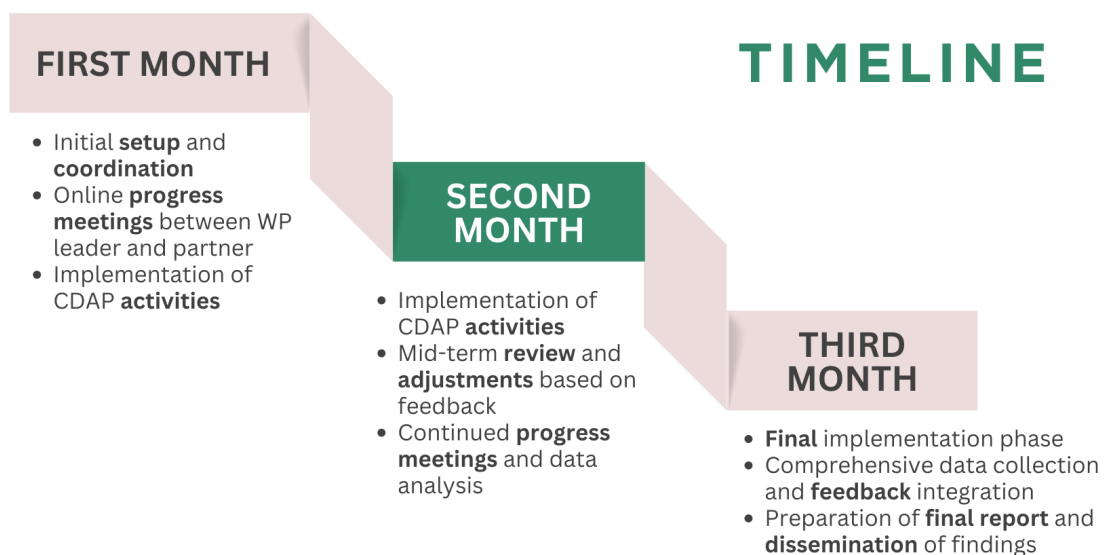 TIMELINE
FIRST MONTH
• Initial setup and
coordination
• Online progress
meetings between WP
leader and partner
• Implementation of
CDAP activities
SECOND
MONTH
• Implementation of
CDAP activities
• Mid-term review and
adjustments based on
feedback
• Continued progress
meetings and data
analysis
THIRD
MONTH
• Final implementation phase
• Comprehensive data collection
and feedback integration
• Preparation of final report and
dissemination of findings